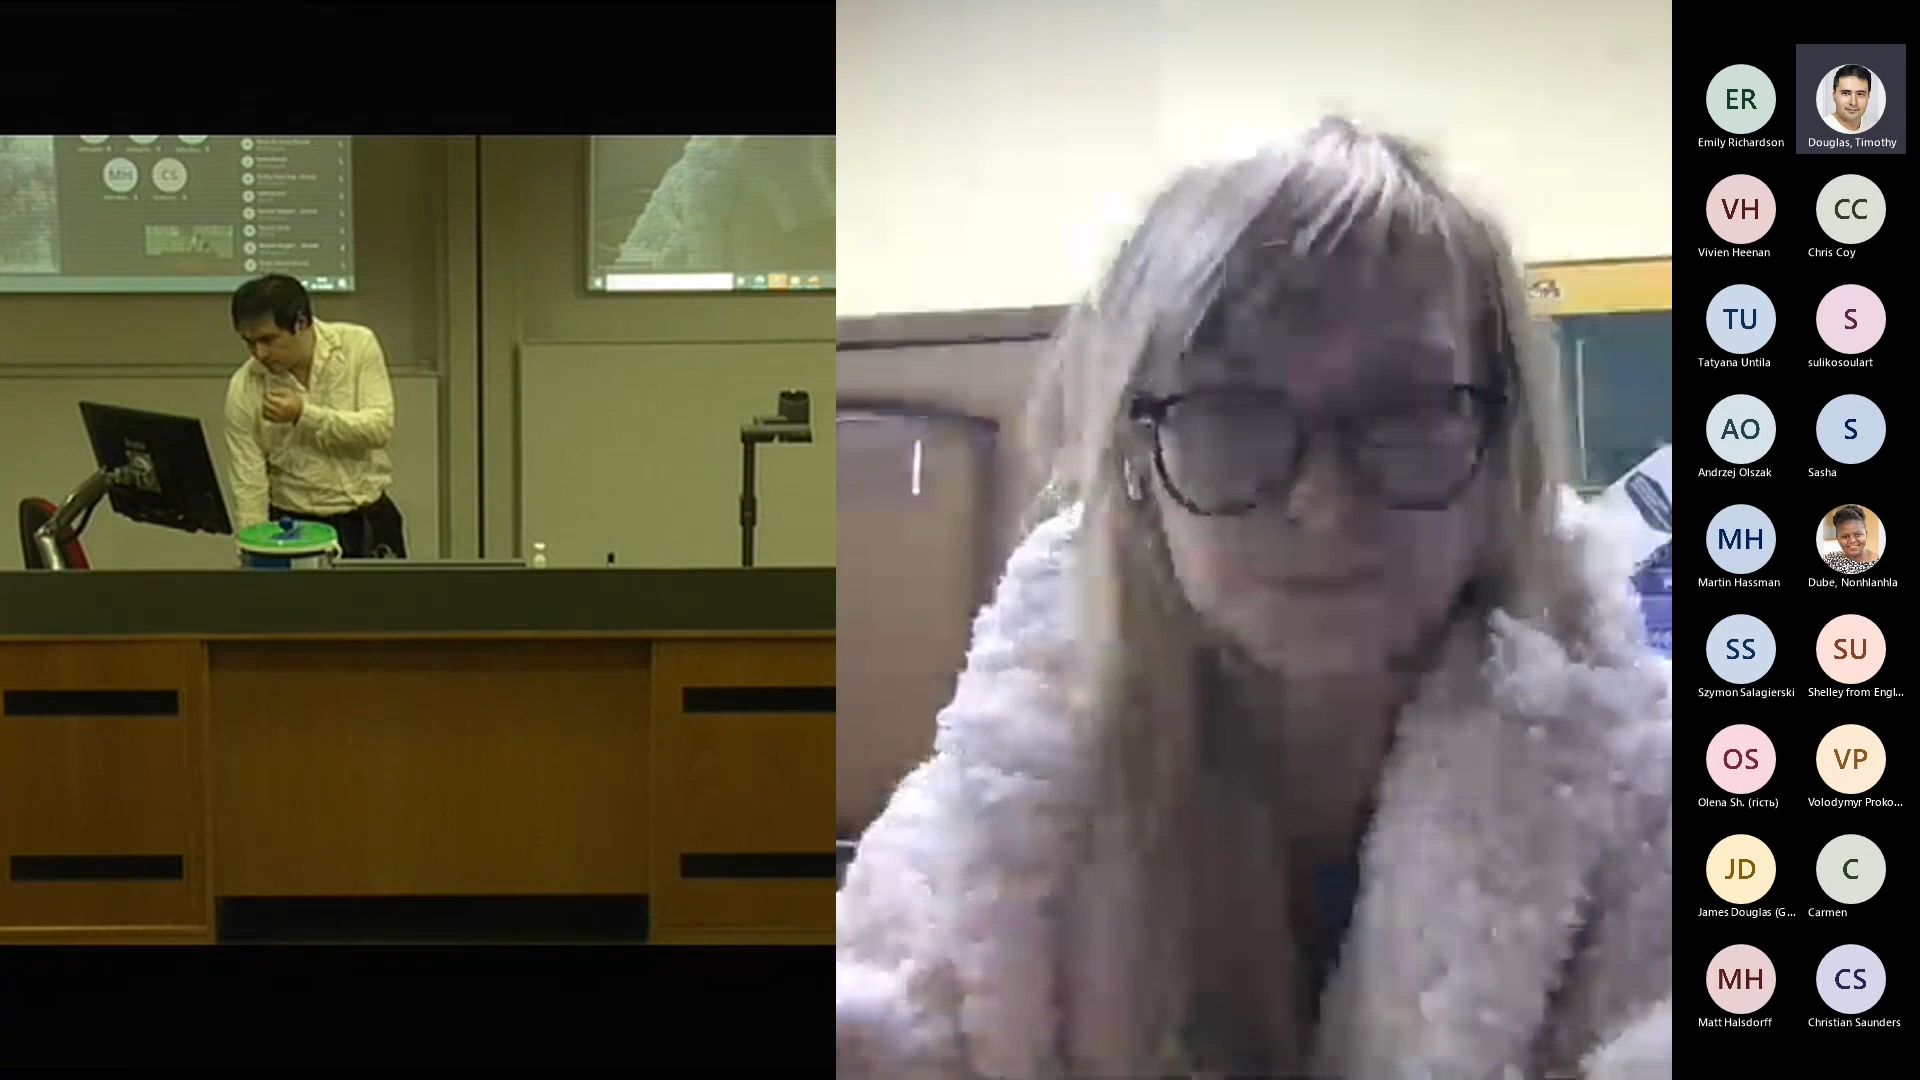 ER
Emily Richardson
Douglas, Timothy
VH
Vivien Heenan
CC
Chris Coy
TU
Tatyana Untila
S
sulikosoulart
AO
Andrzej Olszak
S
Sasha
MH
Martin Hassman
Dube, Nonhlanhla
SS
Szymon Salagierski
SU
Shelley from Engl...
OS
Olena Sh. (гість)
VP
Volodymyr Proko...
JD
James Douglas (G...
C
Carmen
MH
Matt Halsdorff
CS
Christian Saunders
MH
CS